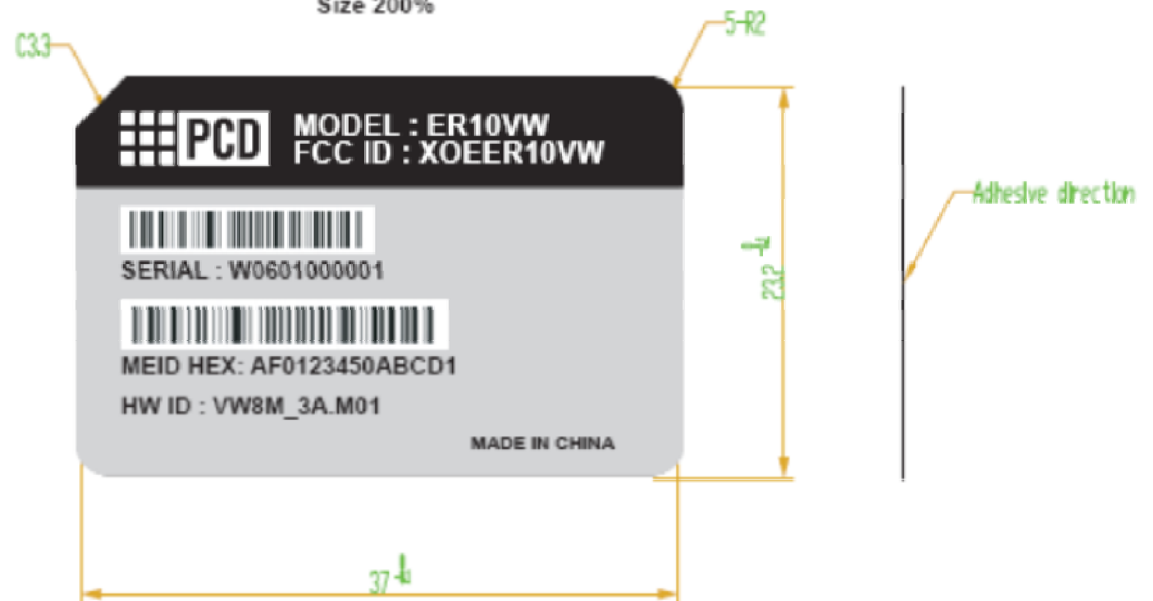 Size 200%
C3.3
5-R2
PCD
MODEL : ER10VW
FCC ID : XOEER10VW
Adhesive direction
SERIAL : W0601000001
23.2
MEID HEX: AF0123450ABCD1
HW ID : VW8M_3A.M01
MADE IN CHINA
37